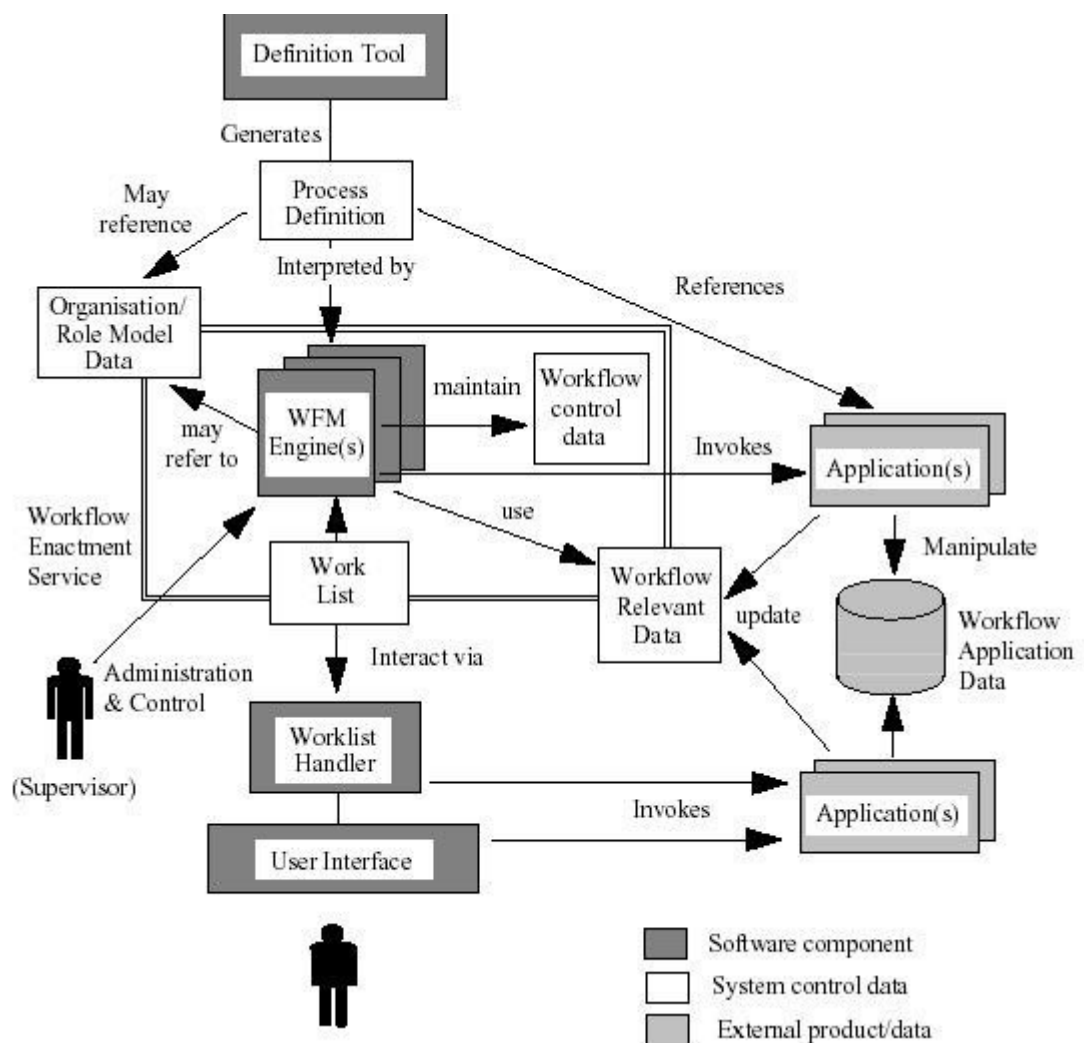 Definition Tool
Generates
May
reference
Process
Definition
Interpreted by
References
Organisation/
Role Model
Data
WFM
Engine(s)
maintain
Workflow
control
data
may
refer to
Invokes
Application(s)
use
Workflow
Enactment
Service
Work
List
Workflow
Relevant
Data
Manipulate
update
Workflow
Application
Data
Interact via
Administration
& Control
(Supervisor)
Worklist
Handler
Invokes
Application(s)
User Interface
Software component
System control data
External product/data